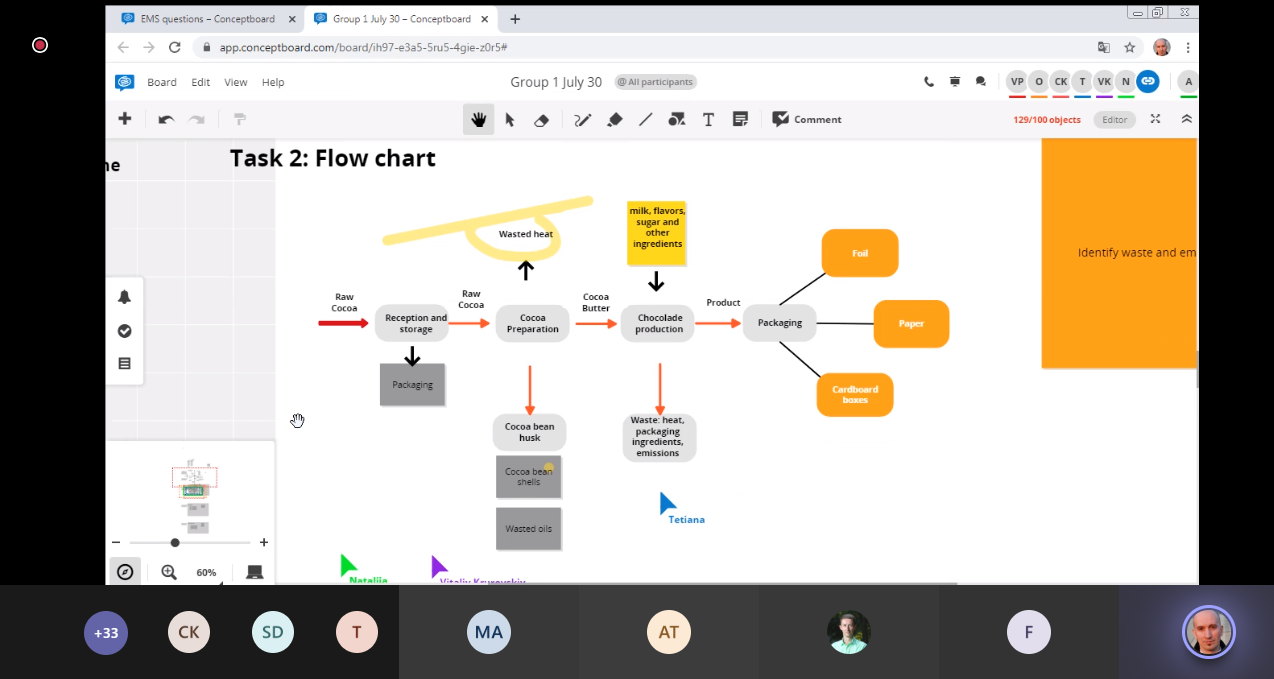 EMS questions – Conceptboard
Group 1 July 30 – Conceptboard
app.conceptboard.com/board/ih97-e3a5-5ru5-4gie-z0r5#
Board Edit View Help
Group 1 July 30
@ All participants
VP O CK T VK N A
Comment
129/100 objects
Editor
ne
Task 2: Flow chart
Wasted heat
milk, flavors,
sugar and
other
ingredients
Identify waste and em
Foil
Raw
Cocoa
Raw
Cocoa
Cocoa
Butter
Product
Reception and
storage
Cocoa
Preparation
Chocolade
production
Packaging
Paper
Packaging
Cardboard
boxes
Cocoa bean
husk
Waste: heat,
packaging
ingredients,
emissions
Cocoa bean
shells
Wasted oils
Tetiana
Nataliia
Vitaliy Krupovskiy
60%
+33
CK
SD
T
MA
AT
F